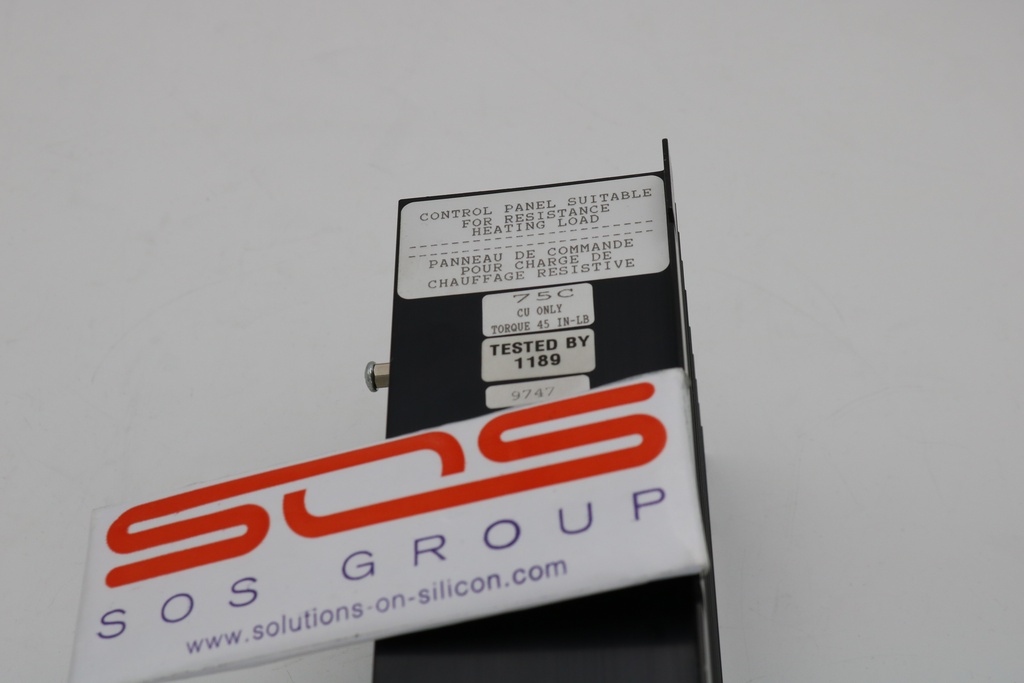 CONTROL PANEL SUITABLE
FOR RESISTANCE
HEATING LOAD
--------------------------
--------------------------
PANNEAU DE COMMANDE
POUR CHARGE DE
CHAUFFAGE RESISTIVE
75C
CU ONLY
TORQUE 45 IN-LB
TESTED BY
1189
9747
sos
SOS GROUP
www.solutions-on-silicon.com